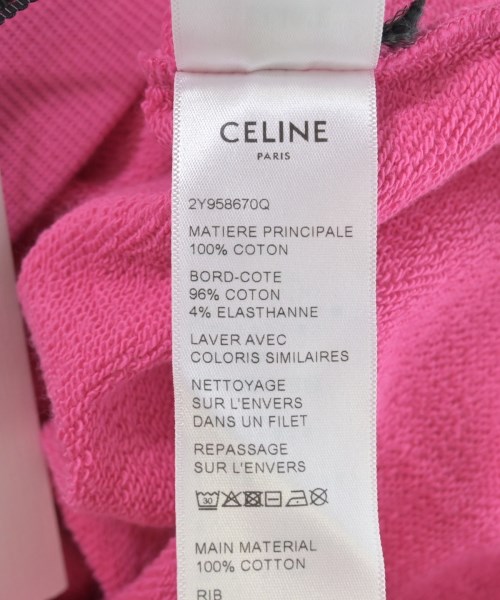 CELINE
PARIS
2Y958670Q
MATIERE PRINCIPALE
100% COTON
BORD-COTE
96% COTON
4% ELASTHANNE
LAVER AVEC
COLORIS SIMILAIRES
NETTOYAGE
SUR L'ENVERS
DANS UN FILET
REPASSAGE
SUR L'ENVERS
30
MAIN MATERIAL
100% COTTON
RIB